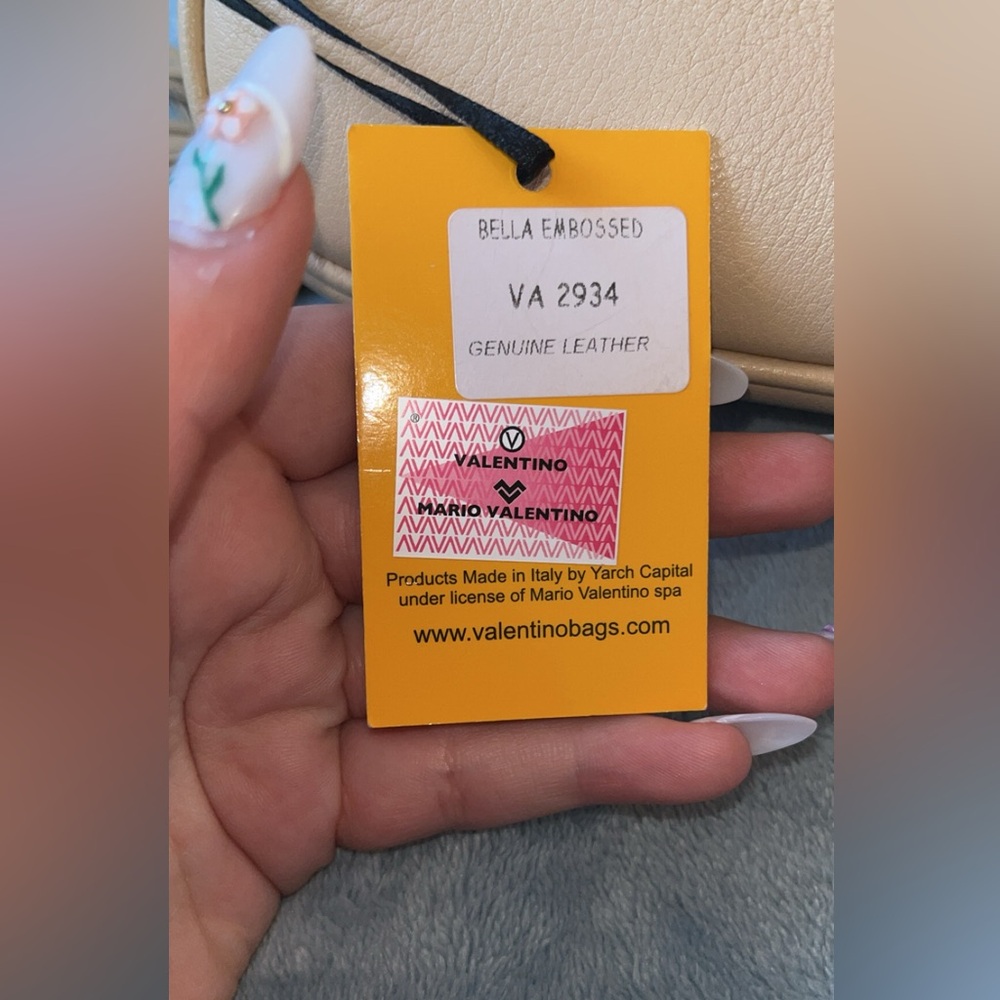 BELLA EMBOSSED
VA 2934
GENUINE LEATHER
®
V
VALENTINO
MARIO VALENTINO
Products Made in Italy by Yarch Capital
under license of Mario Valentino spa
www.valentinobags.com